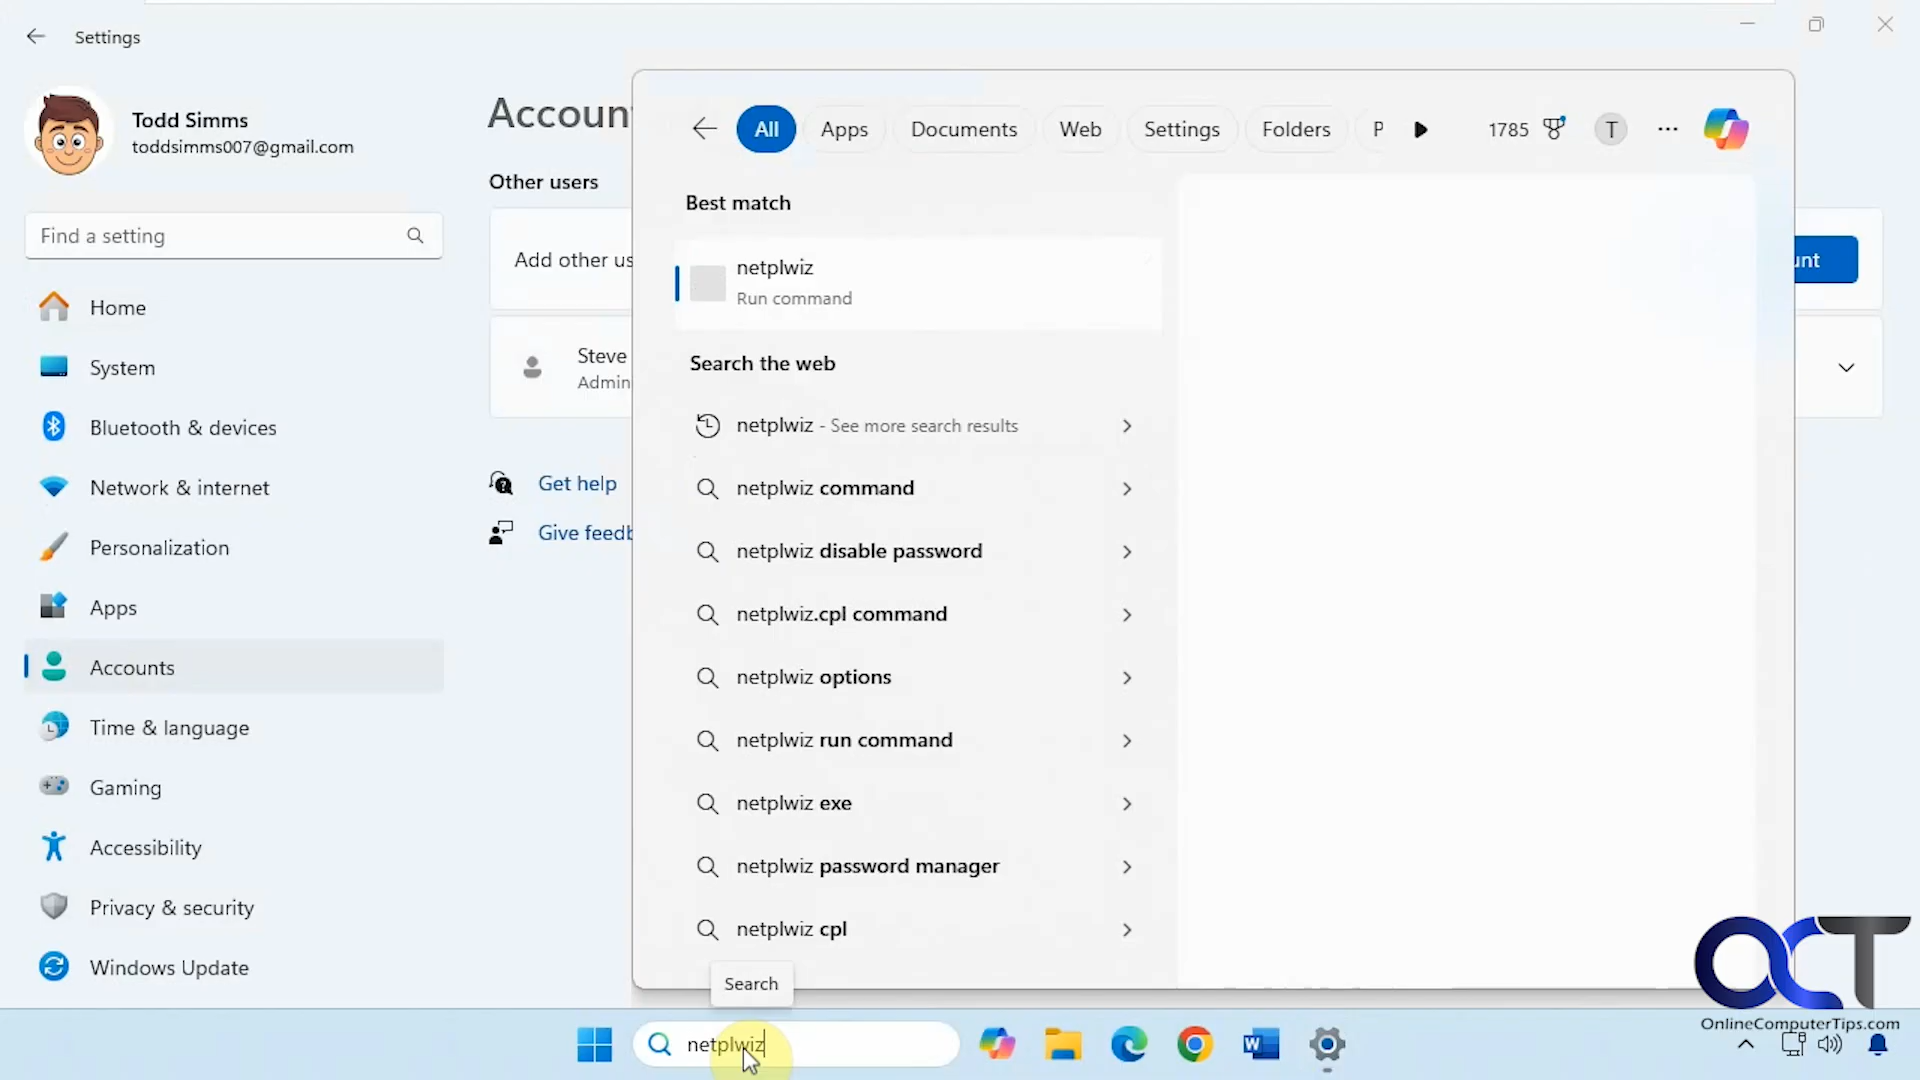 Settings
Todd Simms
toddsimms007@gmail.com
Find a setting
Home
System
Bluetooth & devices
Network & internet
Personalization
Apps
Accounts
Time & language
Gaming
Accessibility
Privacy & security
Windows Update
Accoun
Other users
Add other us
unt
Steve
Admin
Get help
Give feedb
All
Apps
Documents
Web
Settings
Folders
P
1785
T
Best match
netplwiz
Run command
Search the web
netplwiz - See more search results
netplwiz command
netplwiz disable password
netplwiz.cpl command
netplwiz options
netplwiz run command
netplwiz exe
netplwiz password manager
netplwiz cpl
Search
netplwiz
W
OCT
OnlineComputerTips.com